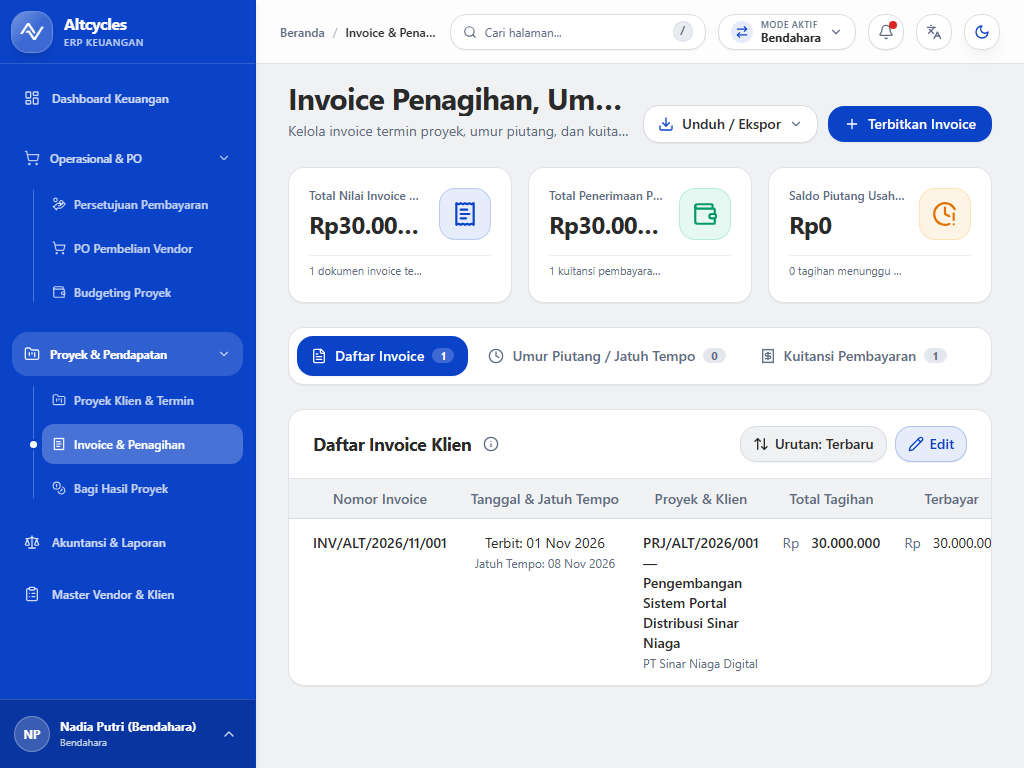 Altcycles
ERP KEUANGAN
Dashboard Keuangan
Operasional & PO
Persetujuan Pembayaran
PO Pembelian Vendor
Budgeting Proyek
Proyek & Pendapatan
Proyek Klien & Termin
Invoice & Penagihan
Bagi Hasil Proyek
Akuntansi & Laporan
Master Vendor & Klien
NP
Nadia Putri (Bendahara)
Bendahara
Beranda / Invoice & Pena...
Cari halaman...
/
MODE AKTIF
Bendahara
Invoice Penagihan, Um...
Kelola invoice termin proyek, umur piutang, dan kuita...
Unduh / Ekspor
Terbitkan Invoice
Total Nilai Invoice ...
Rp30.00...
1 dokumen invoice te...
Total Penerimaan P...
Rp30.00...
1 kuitansi pembayara...
Saldo Piutang Usah...
Rp0
0 tagihan menunggu ...
Daftar Invoice 1
Umur Piutang / Jatuh Tempo 0
Kuitansi Pembayaran 1
Daftar Invoice Klien
Urutan: Terbaru
Edit
Nomor Invoice Tanggal & Jatuh Tempo Proyek & Klien Total Tagihan Terbayar
INV/ALT/2026/11/001
Terbit: 01 Nov 2026
Jatuh Tempo: 08 Nov 2026
PRJ/ALT/2026/001
—
Pengembangan
Sistem Portal
Distribusi Sinar
Niaga
PT Sinar Niaga Digital
Rp 30.000.000
Rp 30.000.00